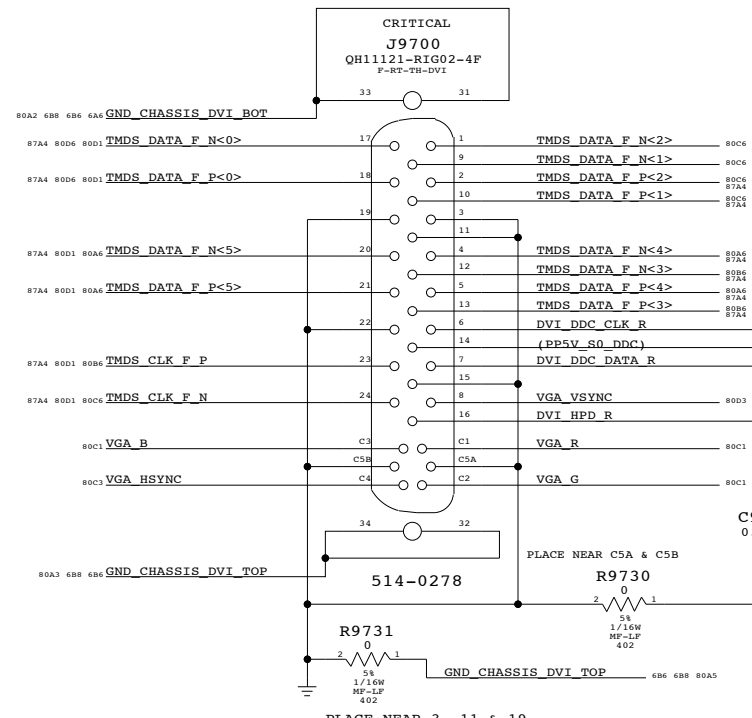 CRITICAL
J9700
QH11121-RIG02-4F
F-RT-TH-DVI
33 31
80A2 6B8 6B6 6A6 GND_CHASSIS_DVI_BOT
87A4 80D6 80D1 TMDS_DATA_F_N<0> 17 1 TMDS_DATA_F_N<2> 80C6
9 TMDS_DATA_F_N<1> 80C6
87A4 80D6 80D1 TMDS_DATA_F_P<0> 18 2 TMDS_DATA_F_P<2> 80C6
87A4
10 TMDS_DATA_F_P<1> 80C6
87A4
19 3
11
87A4 80D1 80A6 TMDS_DATA_F_N<5> 20 4 TMDS_DATA_F_N<4> 80A6
87A4
12 TMDS_DATA_F_N<3> 80B6
87A4
87A4 80D1 80A6 TMDS_DATA_F_P<5> 21 5 TMDS_DATA_F_P<4> 80A6
87A4
13 TMDS_DATA_F_P<3> 80B6
87A4
22 6 DVI_DDC_CLK_R
14 (PP5V_S0_DDC)
87A4 80D1 80B6 TMDS_CLK_F_P 23 7 DVI_DDC_DATA_R
15
87A4 80D1 80C6 TMDS_CLK_F_N 24 8 VGA_VSYNC 80D3
16 DVI_HPD_R
80C1 VGA_B C3 C1 VGA_R 80C1
C5B C5A
80C3 VGA_HSYNC C4 C2 VGA_G 80C1
34 32
PLACE NEAR C5A & C5B
80A3 6B8 6B6 GND_CHASSIS_DVI_TOP
514-0278
R9730
0
2 1
5%
1/16W
MF-LF
402
R9731
0
2 1
5%
1/16W
MF-LF
402
GND_CHASSIS_DVI_TOP 6B6 6B8 80A5
PLACE NEAR 3, 11 & 19